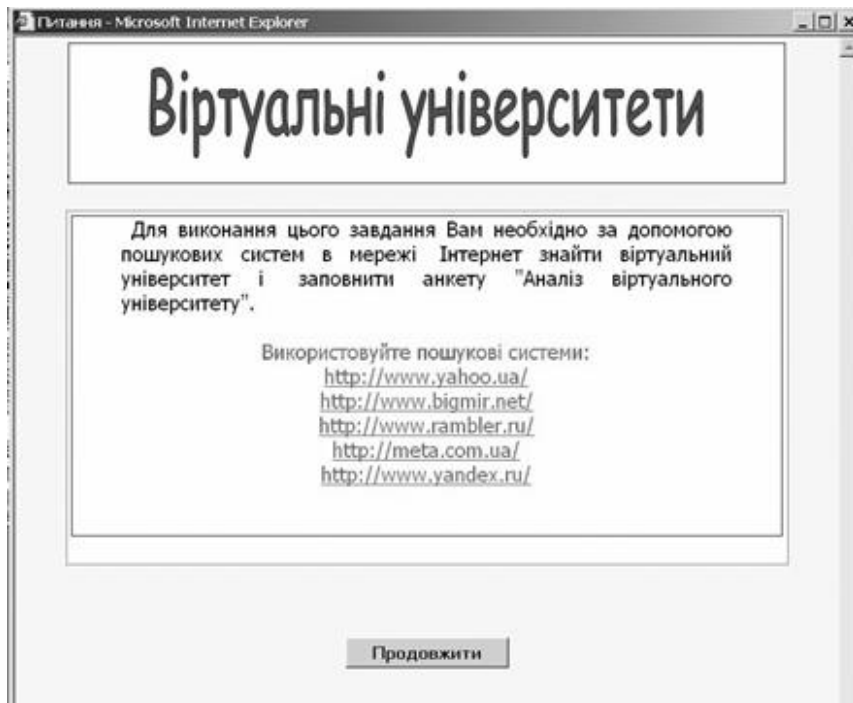 Питання - Microsoft Internet Explorer
Віртуальні університети
Для виконання цього завдання Вам необхідно за допомогою
пошукових систем в мережі Інтернет знайти віртуальний
університет і заповнити анкету "Аналіз віртуального
університету".
Використовуйте пошукові системи:
http://www.yahoo.ua/
http://www.bigmir.net/
http://www.rambler.ru/
http://meta.com.ua/
http://www.yandex.ru/
Продовжити